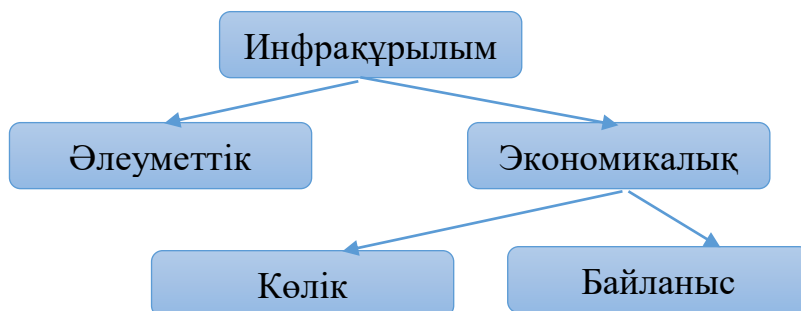 Инфрақұрылым
Әлеуметтік
Экономикалық
Көлік
Байланыс